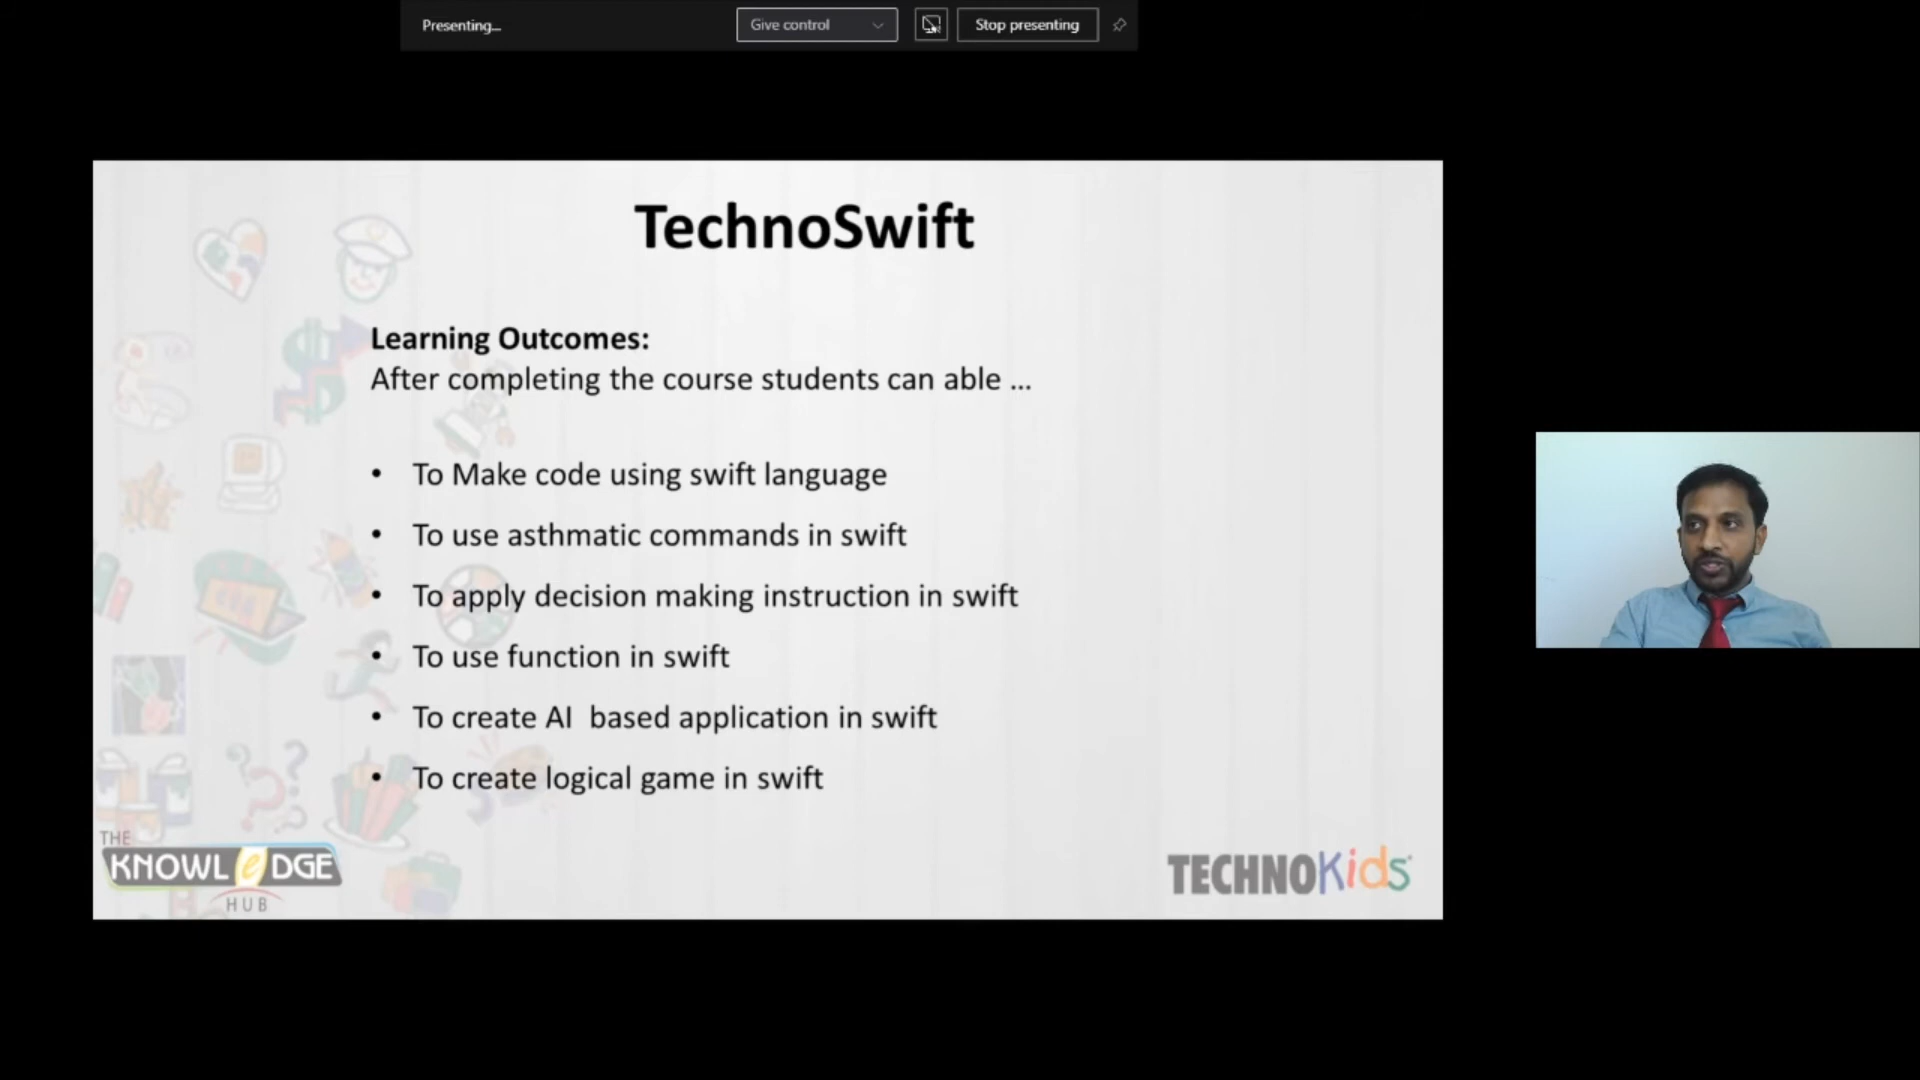 Presenting...
Give control
Stop presenting
TechnoSwift
Learning Outcomes:
After completing the course students can able ...
• To Make code using swift language
• To use asthmatic commands in swift
• To apply decision making instruction in swift
• To use function in swift
• To create AI  based application in swift
• To create logical game in swift
THE
KNOWLeDGE
HUB
TECHNOKids